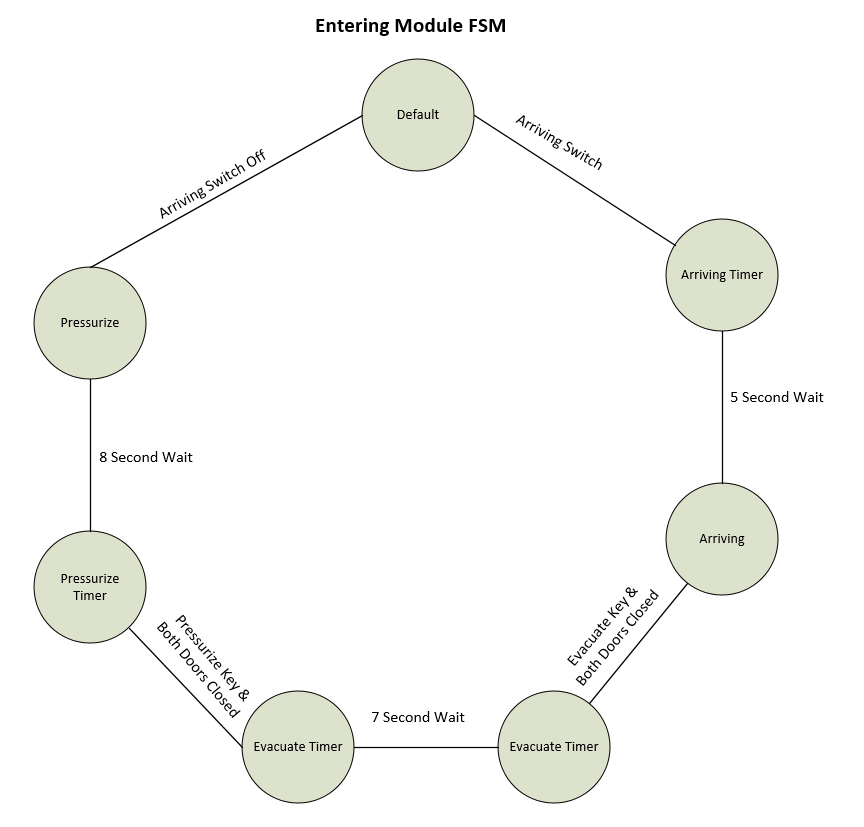 Entering Module FSM
Default
Arriving Switch
Arriving Switch Off
Arriving Timer
Pressurize
5 Second Wait
8 Second Wait
Arriving
Pressurize
Timer
Evacuate Key &
Both Doors Closed
Pressurize Key &
Both Doors Closed
7 Second Wait
Evacuate Timer
Evacuate Timer